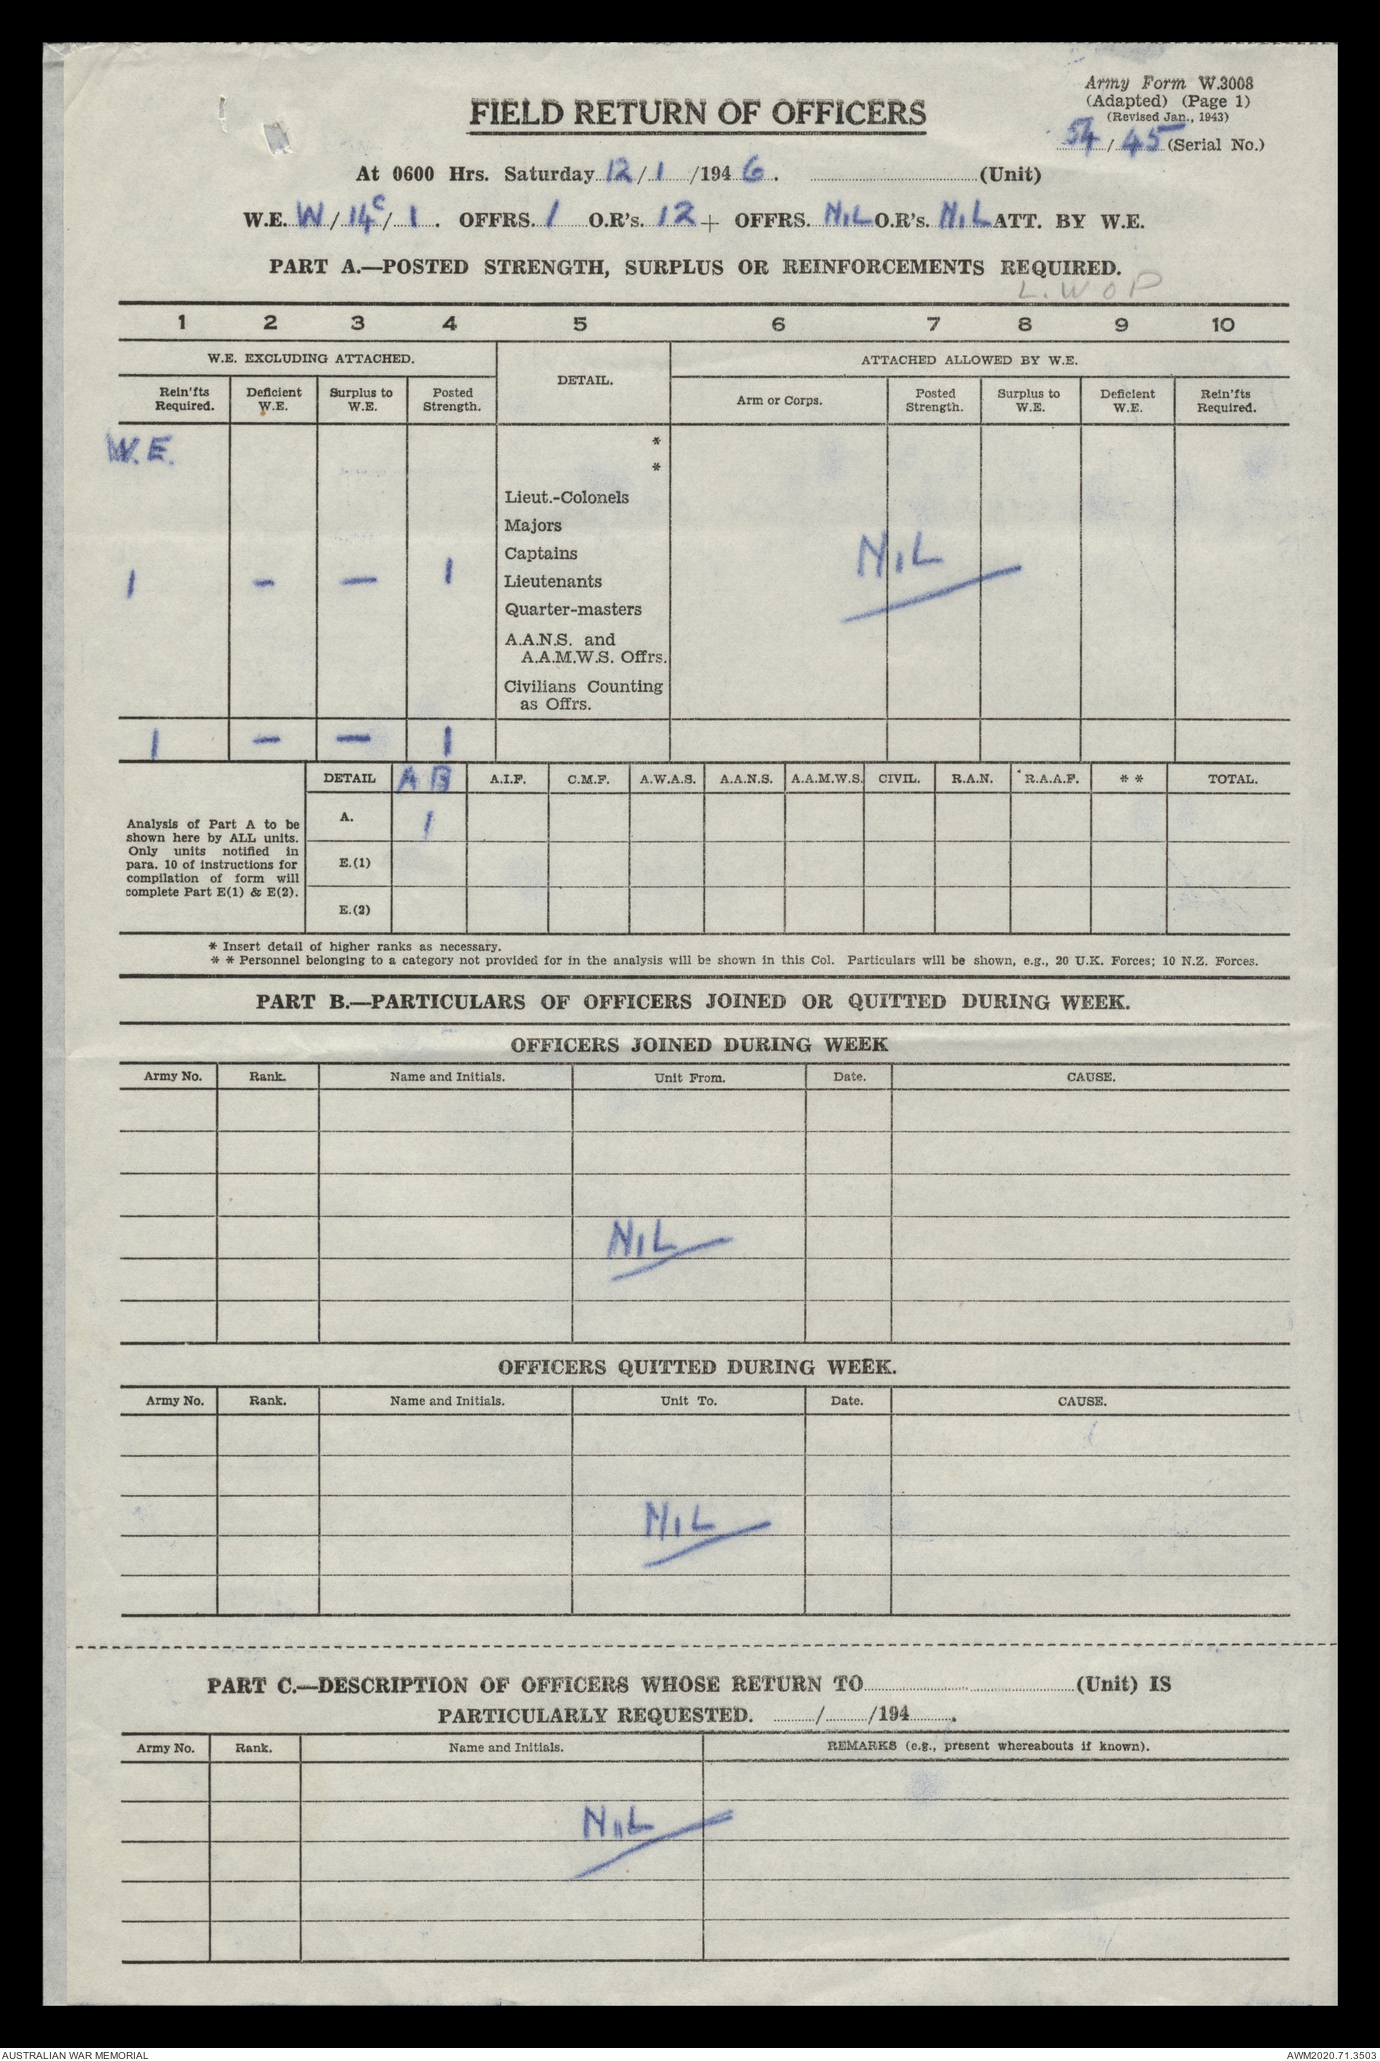 Army Form W.3008
FIELD RETURN OF OFFICERS
(Adapted) (Page 1)
(Revised Jan., 1943)
54/45 (Serial No.)
At 0600 Hrs. Saturday 12/1/1946. (Unit)
W.E. W/14c/1. OFFRS. 1 O.R's. 12 + OFFRS. NIL O.R's. NIL ATT. BY W.E.
PART A.—POSTED STRENGTH, SURPLUS OR REINFORCEMENTS REQUIRED.
L.WOP
1 2 3 4 5 6 7 8 9 10
W.E. EXCLUDING ATTACHED. DETAIL. ATTACHED ALLOWED BY W.E.
Rein'fts Required. Deficient W.E. Surplus to W.E. Posted Strength. Arm or Corps. Posted Strength. Surplus to W.E. Deficient W.E. Rein'fts Required.
W.E. *
*
Lieut.-Colonels
Majors
Captains NIL
1 — — 1 Lieutenants
Quarter-masters
A.A.N.S. and
A.A.M.W.S. Offrs.
Civilians Counting
as Offrs.
1 — — 1
DETAIL A B A.I.F. C.M.F. A.W.A.S. A.A.N.S. A.A.M.W.S. CIVIL. R.A.N. R.A.A.F. * * TOTAL.
A. 1
Analysis of Part A to be
shown here by ALL units.
Only units notified in
para. 10 of instructions for
compilation of form will
complete Part E(1) & E(2).
E.(1)
E.(2)
* Insert detail of higher ranks as necessary.
* * Personnel belonging to a category not provided for in the analysis will be shown in this Col. Particulars will be shown, e.g., 20 U.K. Forces; 10 N.Z. Forces.
PART B.—PARTICULARS OF OFFICERS JOINED OR QUITTED DURING WEEK.
OFFICERS JOINED DURING WEEK
Army No. Rank. Name and Initials. Unit From. Date. CAUSE.
NIL
OFFICERS QUITTED DURING WEEK.
Army No. Rank. Name and Initials. Unit To. Date. CAUSE.
NIL
PART C.—DESCRIPTION OF OFFICERS WHOSE RETURN TO (Unit) IS
PARTICULARLY REQUESTED. / /194 .
Army No. Rank. Name and Initials. REMARKS (e.g., present whereabouts if known).
NIL
AUSTRALIAN WAR MEMORIAL AWM2020.71.3503